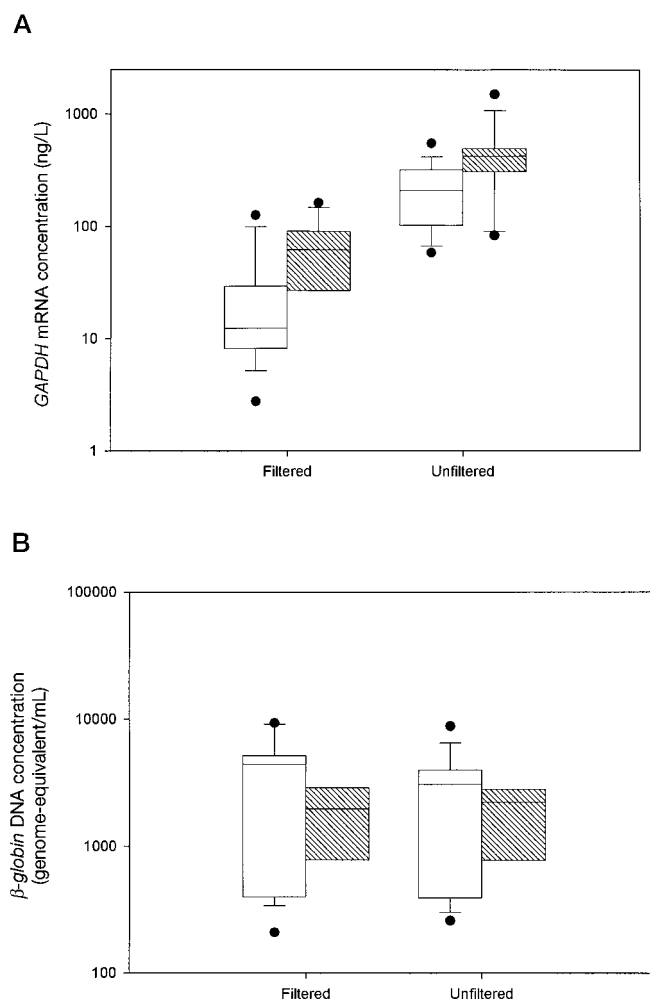 A
GAPDH mRNA concentration (ng/L)
1000
100
10
1
Filtered
Unfiltered
B
β-globin DNA concentration
(genome-equivalent/mL)
100000
10000
1000
100
Filtered
Unfiltered